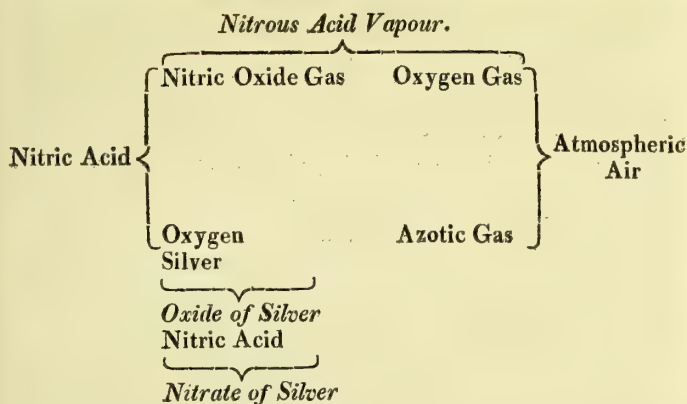 Nitrous Acid Vapour.
Nitric Oxide Gas Oxygen Gas
Nitric Acid
Atmospheric
Air
Oxygen Azotic Gas
Silver
Oxide of Silver
Nitric Acid
Nitrate of Silver